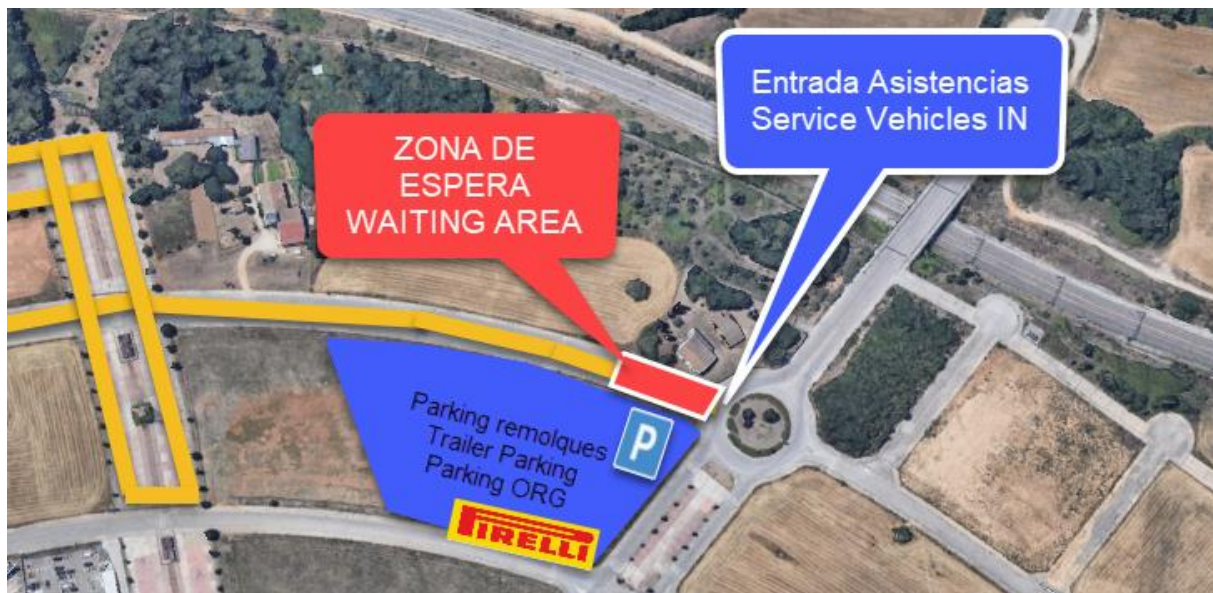 Entrada Asistencias
Service Vehicles IN
ZONA DE
ESPERA
WAITING AREA
Parking remolques
Trailer Parking
Parking ORG
P
PIRELLI